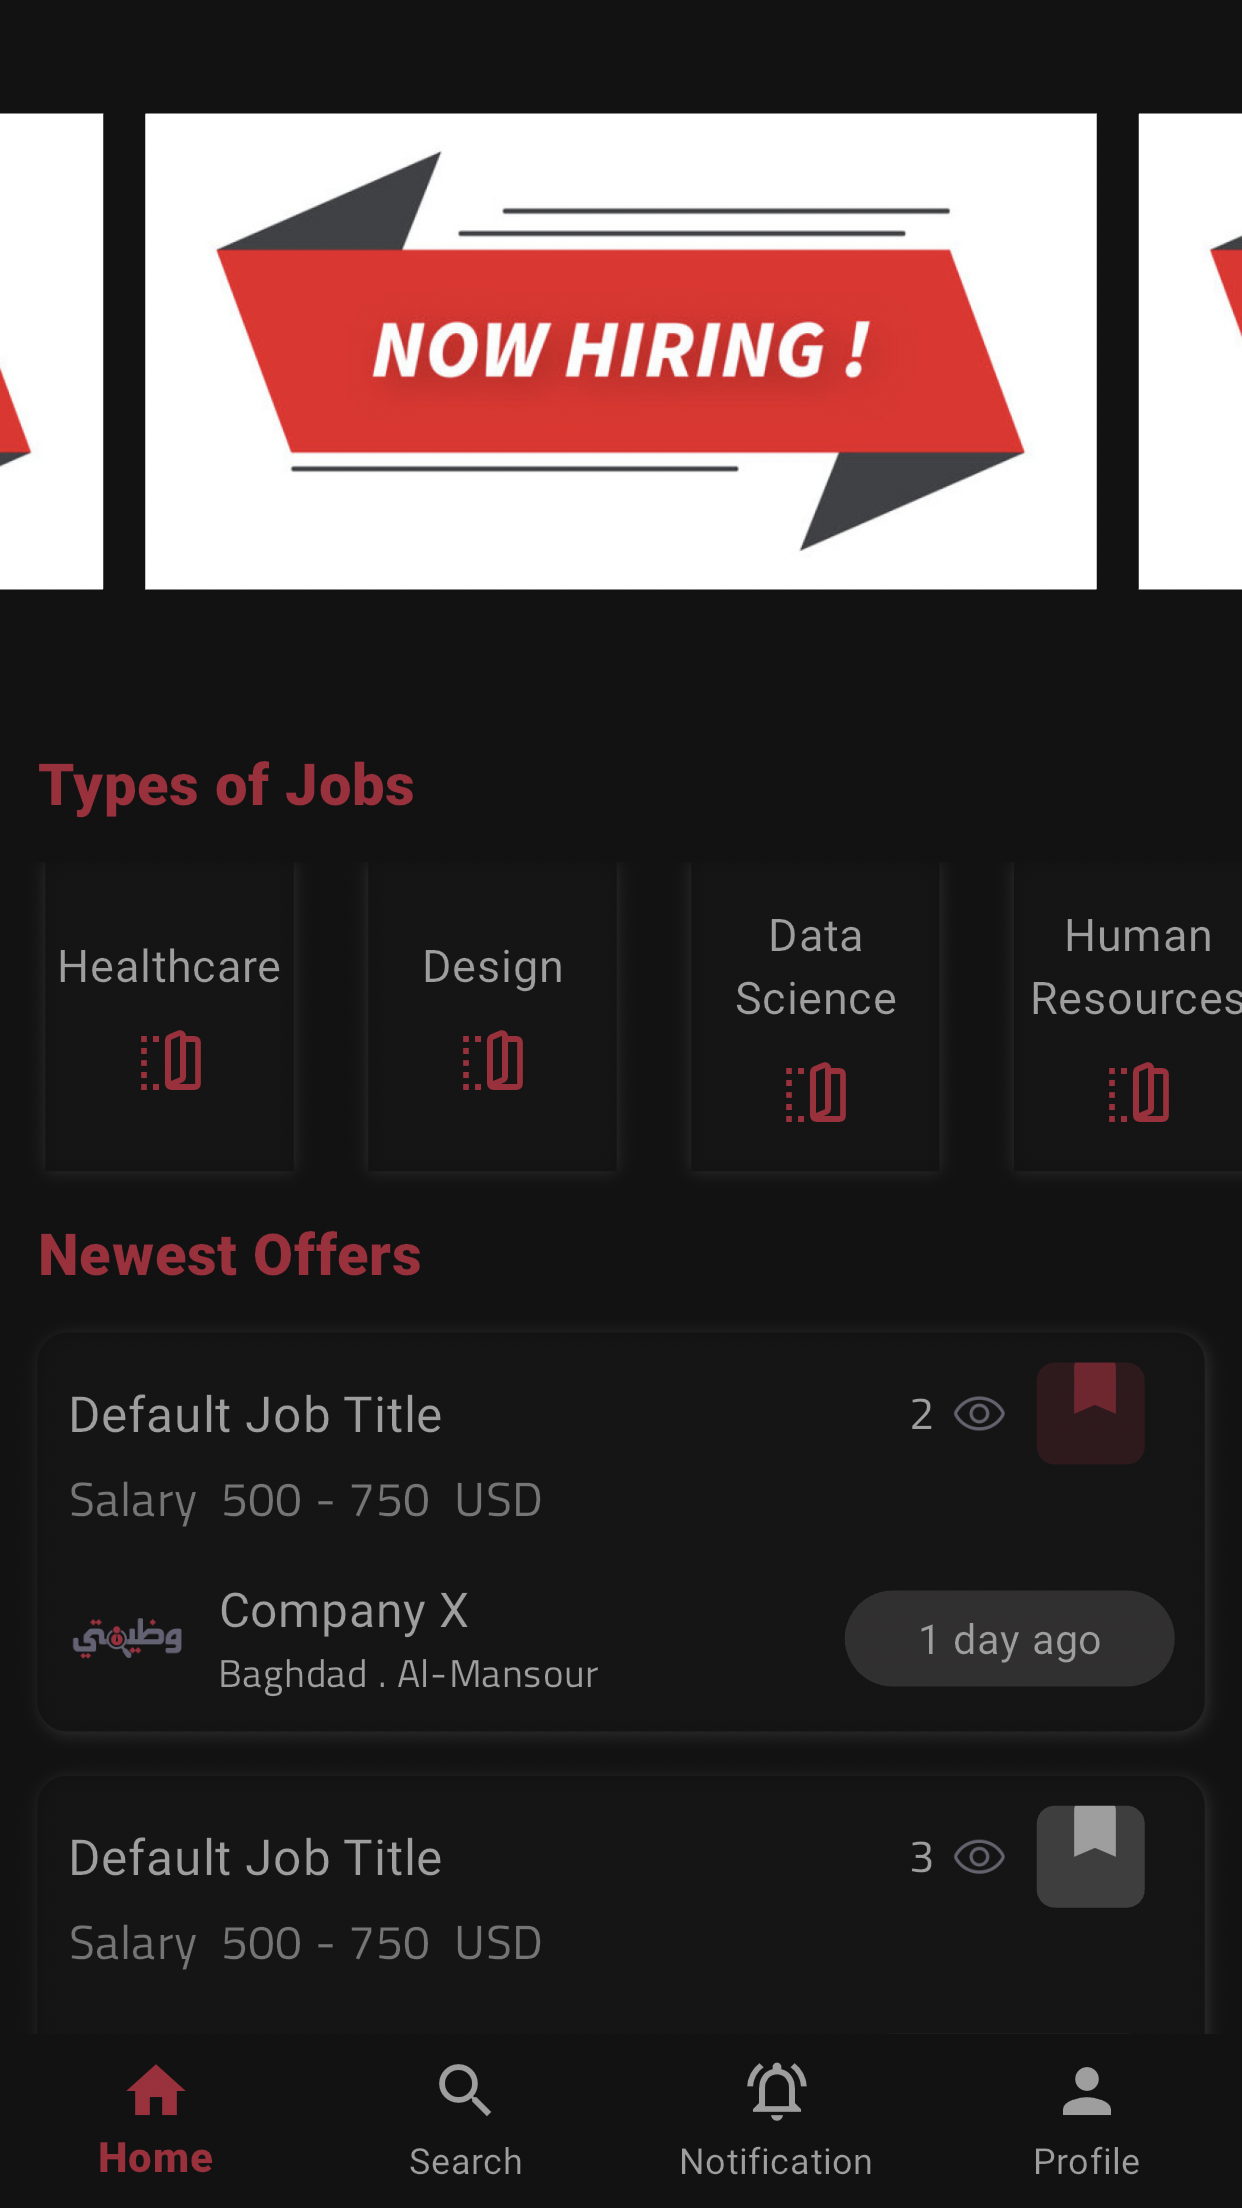 NOW HIRING !
Types of Jobs
Healthcare
Design
Data
Science
Human
Resources
Newest Offers
Default Job Title
2
Salary 500 - 750 USD
وظيفتي
Company X
Baghdad . Al-Mansour
1 day ago
Default Job Title
3
Salary 500 - 750 USD
Home
Search
Notification
Profile